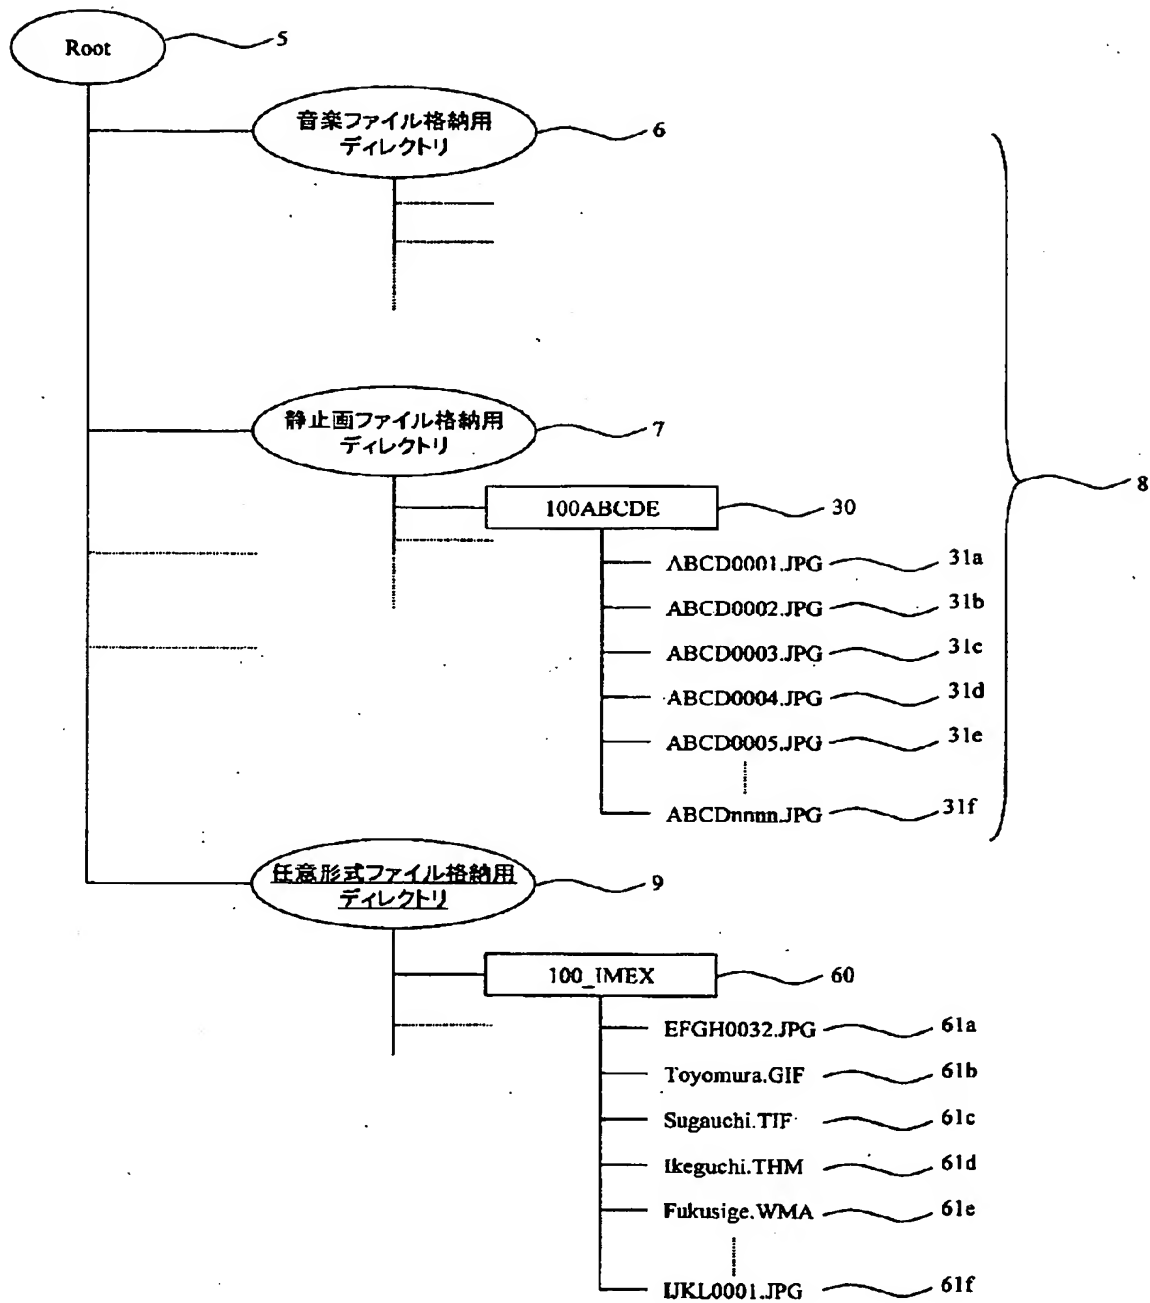 Root
5
音楽ファイル格納用
ディレクトリ
6
8
静止画ファイル格納用
ディレクトリ
7
100ABCDE
30
ABCD0001.JPG
31a
ABCD0002.JPG
31b
ABCD0003.JPG
31c
ABCD0004.JPG
31d
ABCD0005.JPG
31e
ABCDnnnn.JPG
31f
任意形式ファイル格納用
ディレクトリ
9
100_IMEX
60
EFGH0032.JPG
61a
Toyomura.GIF
61b
Sugauchi.TIF
61c
Ikeguchi.THM
61d
Fukusige.WMA
61e
IJKL0001.JPG
61f